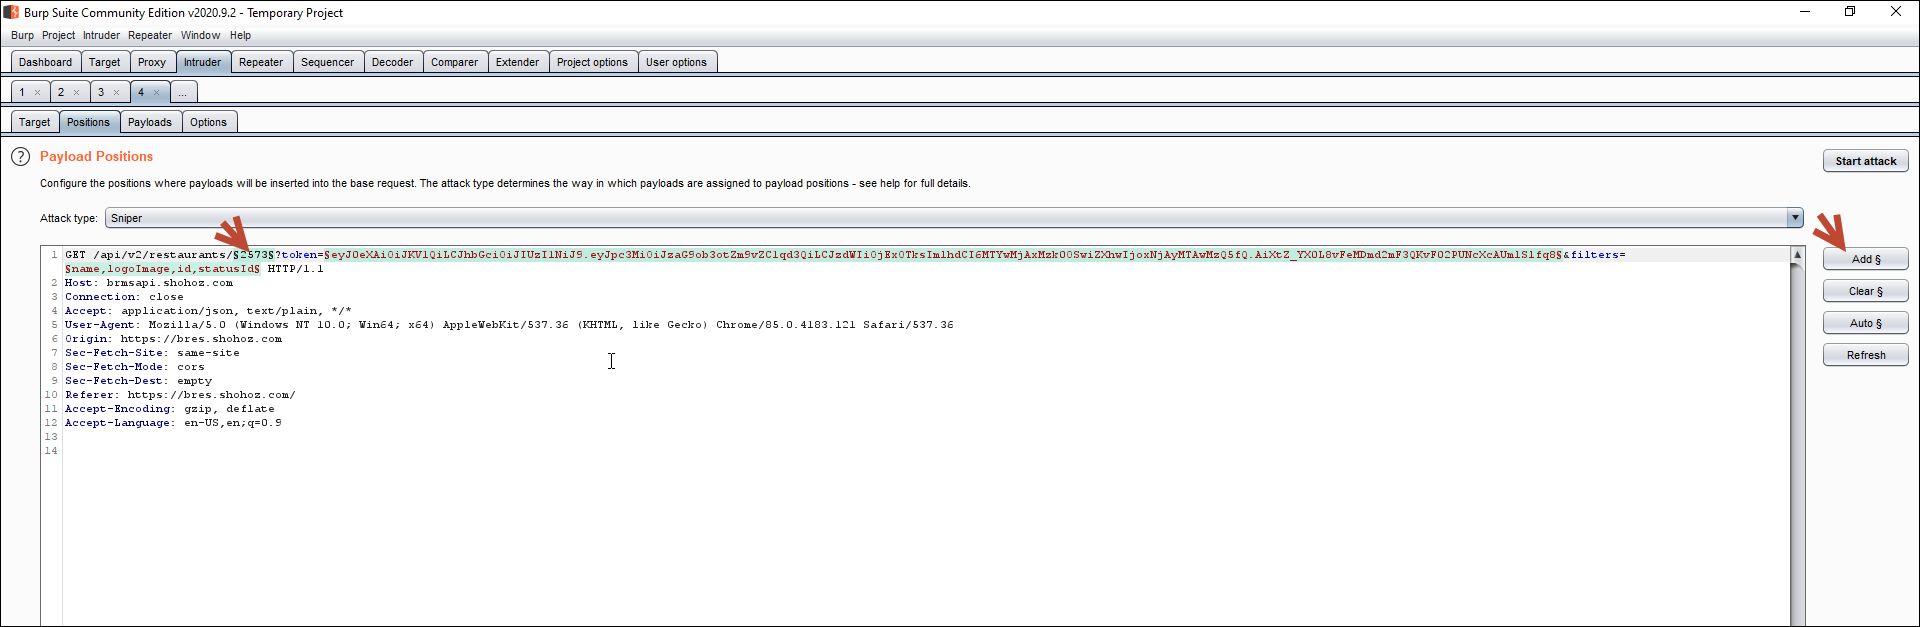 Burp Suite Community Edition v2020.9.2 - Temporary Project
Burp Project Intruder Repeater Window Help
Dashboard Target Proxy Intruder Repeater Sequencer Decoder Comparer Extender Project options User options
1 × 2 × 3 × 4 × ...
Target Positions Payloads Options
? Payload Positions
Start attack
Configure the positions where payloads will be inserted into the base request. The attack type determines the way in which payloads are assigned to payload positions - see help for full details.
Attack type: Sniper
1 GET /api/v2/restaurants/§2573§?token= &filters=
§name,logoImage,id,statusId§ HTTP/1.1
2 Host: brmsapi.shohoz.com
3 Connection: close
4 Accept: application/json, text/plain, */*
5 User-Agent: Mozilla/5.0 (Windows NT 10.0; Win64; x64) AppleWebKit/537.36 (KHTML, like Gecko) Chrome/85.0.4183.121 Safari/537.36
6 Origin: https://bres.shohoz.com
7 Sec-Fetch-Site: same-site
8 Sec-Fetch-Mode: cors
9 Sec-Fetch-Dest: empty
10 Referer: https://bres.shohoz.com/
11 Accept-Encoding: gzip, deflate
12 Accept-Language: en-US,en;q=0.9
13
14
Add §
Clear §
Auto §
Refresh